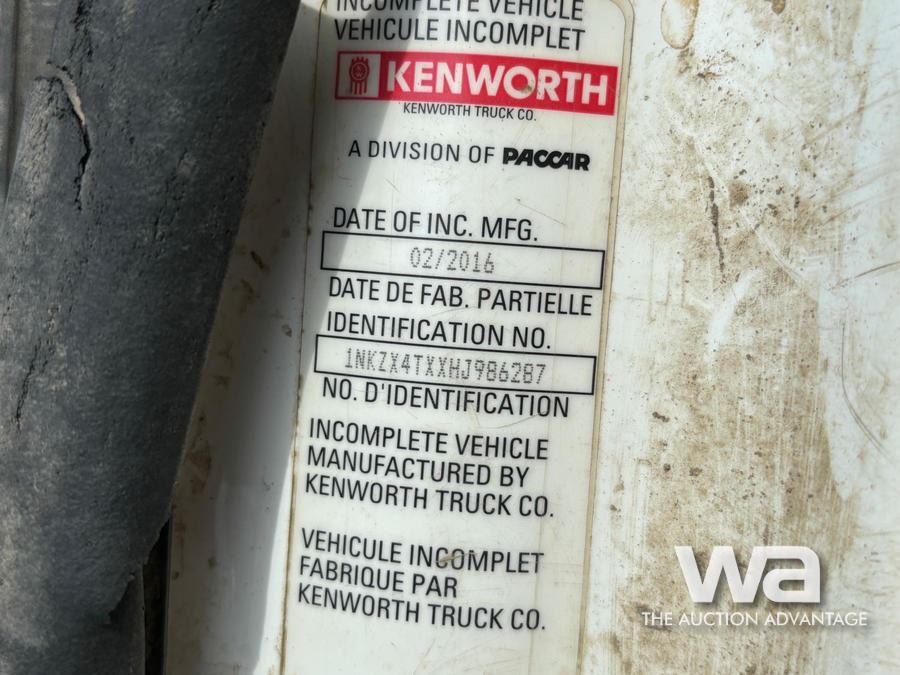 INCOMPLETE VEHICLE
VEHICULE INCOMPLET
KENWORTH
KENWORTH TRUCK CO.
A DIVISION OF PACCAR
DATE OF INC. MFG.
02/2016
DATE DE FAB. PARTIELLE
IDENTIFICATION NO.
1NKZX4TXXHJ986287
NO. D'IDENTIFICATION
INCOMPLETE VEHICLE
MANUFACTURED BY
KENWORTH TRUCK CO.
VEHICULE INCOMPLET
FABRIQUE PAR
KENWORTH TRUCK CO.
wa
THE AUCTION ADVANTAGE